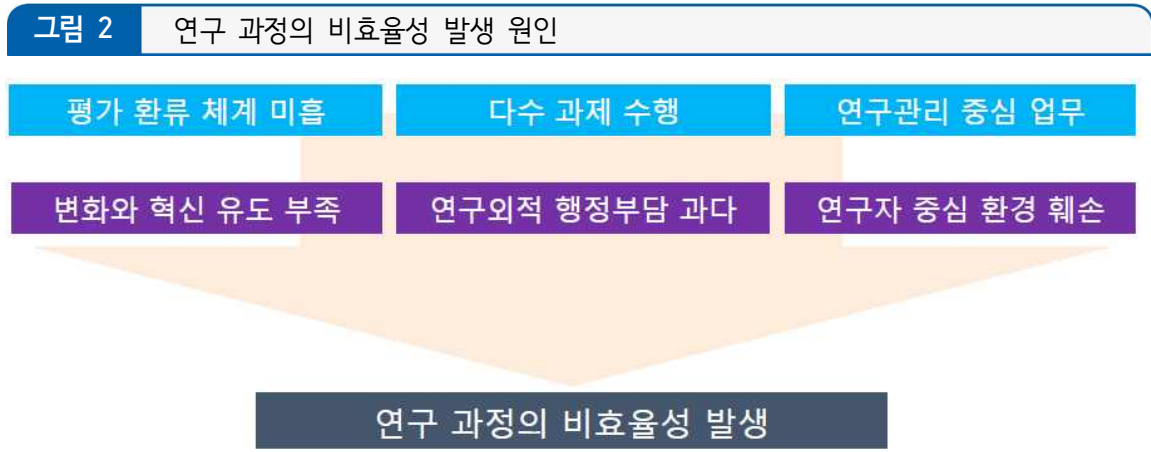 그림 2 연구 과정의 비효율성 발생 원인
평가 환류 체계 미흡 다수 과제 수행 연구관리 중심 업무
변화와 혁신 유도 부족 연구외적 행정부담 과다 연구자 중심 환경 훼손
연구 과정의 비효율성 발생